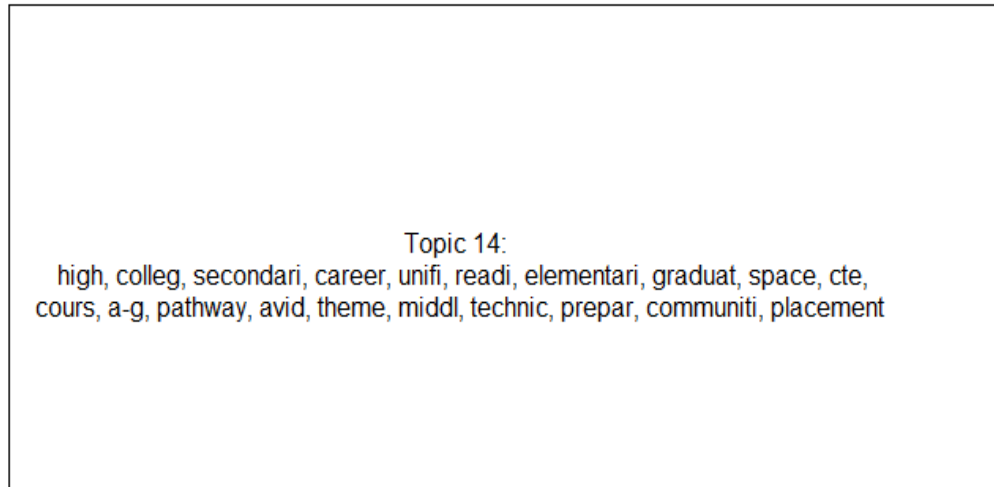 Topic 14:
high, colleg, secondari, career, unifi, readi, elementari, graduat, space, cte,
cours, a-g, pathway, avid, theme, middl, technic, prepar, communiti, placement